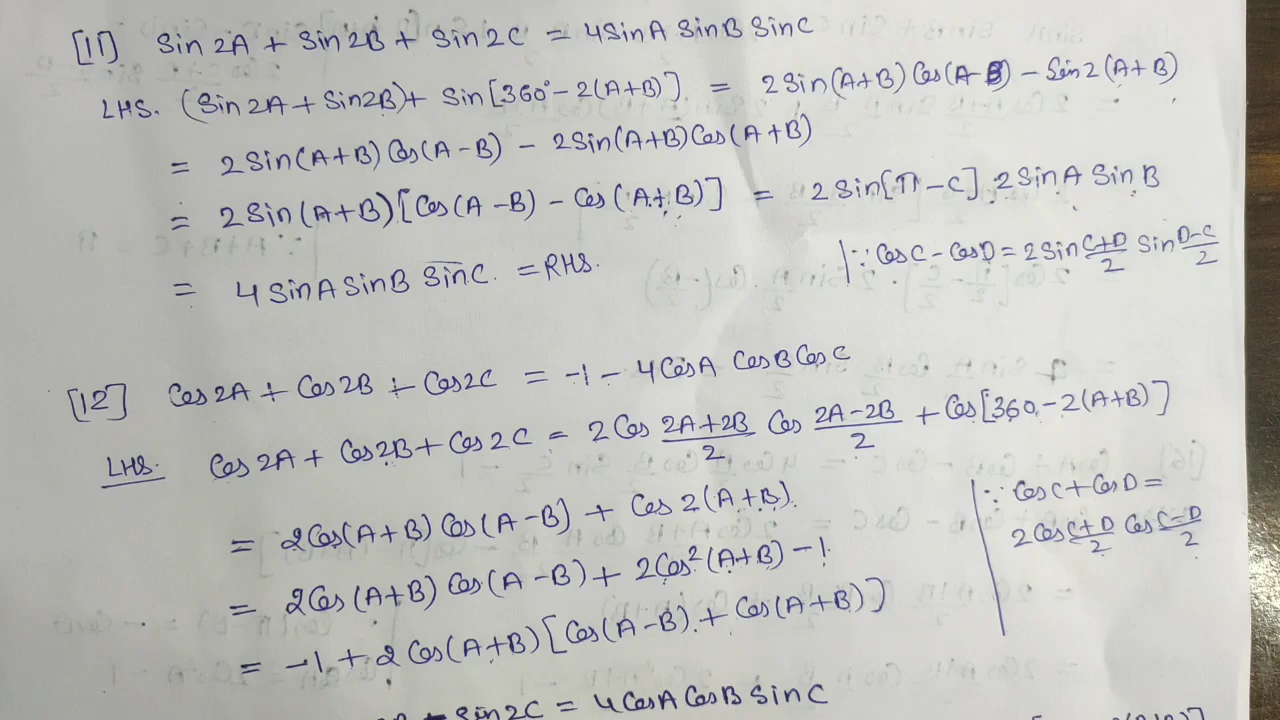 [11] Sin 2A + Sin 2B + Sin 2C = 4 Sin A Sin B Sin C
LHS. (Sin 2A + Sin 2B) + Sin [360° - 2(A+B)] = 2 Sin(A+B) Cos(A - B) - Sin 2(A+B)
= 2 Sin(A+B) Cos(A-B) - 2 Sin(A+B) Cos(A+B)
= 2 Sin(A+B) [Cos(A-B) - Cos(A+B)] = 2 Sin[π - C] . 2 Sin A Sin B
= 4 Sin A Sin B Sin C. = RHS.
∵ Cos C - Cos D = 2 Sin (C+D)/2 Sin (D-C)/2
[12] Cos 2A + Cos 2B + Cos 2C = -1 - 4 Cos A Cos B Cos C
LHS. Cos 2A + Cos 2B + Cos 2C = 2 Cos (2A+2B)/2 Cos (2A-2B)/2 + Cos [360 - 2(A+B)]
= 2 Cos(A+B) Cos(A-B) + Cos 2(A+B)
∵ Cos C + Cos D =
2 Cos (C+D)/2 Cos (C-D)/2
= 2 Cos(A+B) Cos(A-B) + 2 Cos²(A+B) - 1
= -1 + 2 Cos(A+B) [Cos(A-B) + Cos(A+B)]
Sin 2C = 4 Cos A Cos B Sin C